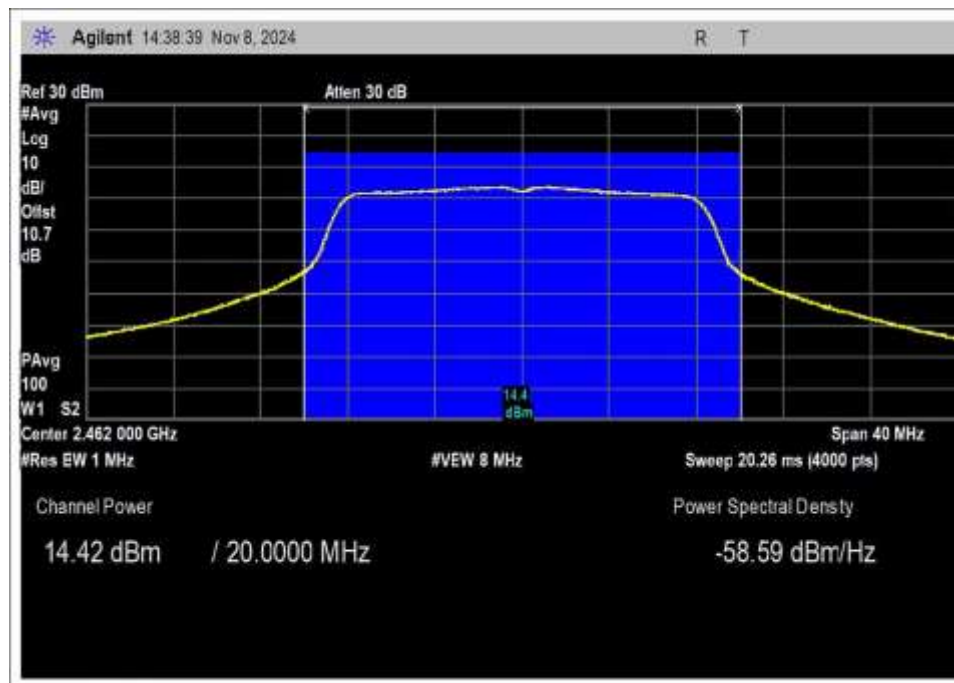 Agilent 14:38:39 Nov 8, 2024 R T
Ref 30 dBm Atten 30 dB
#Avg
Log
10
dB/
Offst
10.7
dB
PAvg
100
W1 S2
14.4
dBm
Center 2.462 000 GHz Span 40 MHz
#Res BW 1 MHz #VBW 8 MHz Sweep 20.26 ms (4000 pts)
Channel Power Power Spectral Density
14.42 dBm / 20.0000 MHz -58.59 dBm/Hz